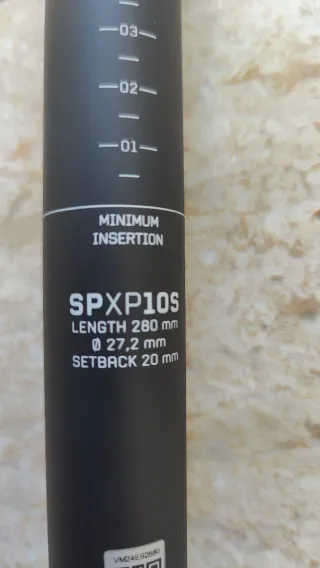 03
02
01
MINIMUM
INSERTION
SPXP10S
LENGTH 280 mm
Ø 27,2 mm
SETBACK 20 mm